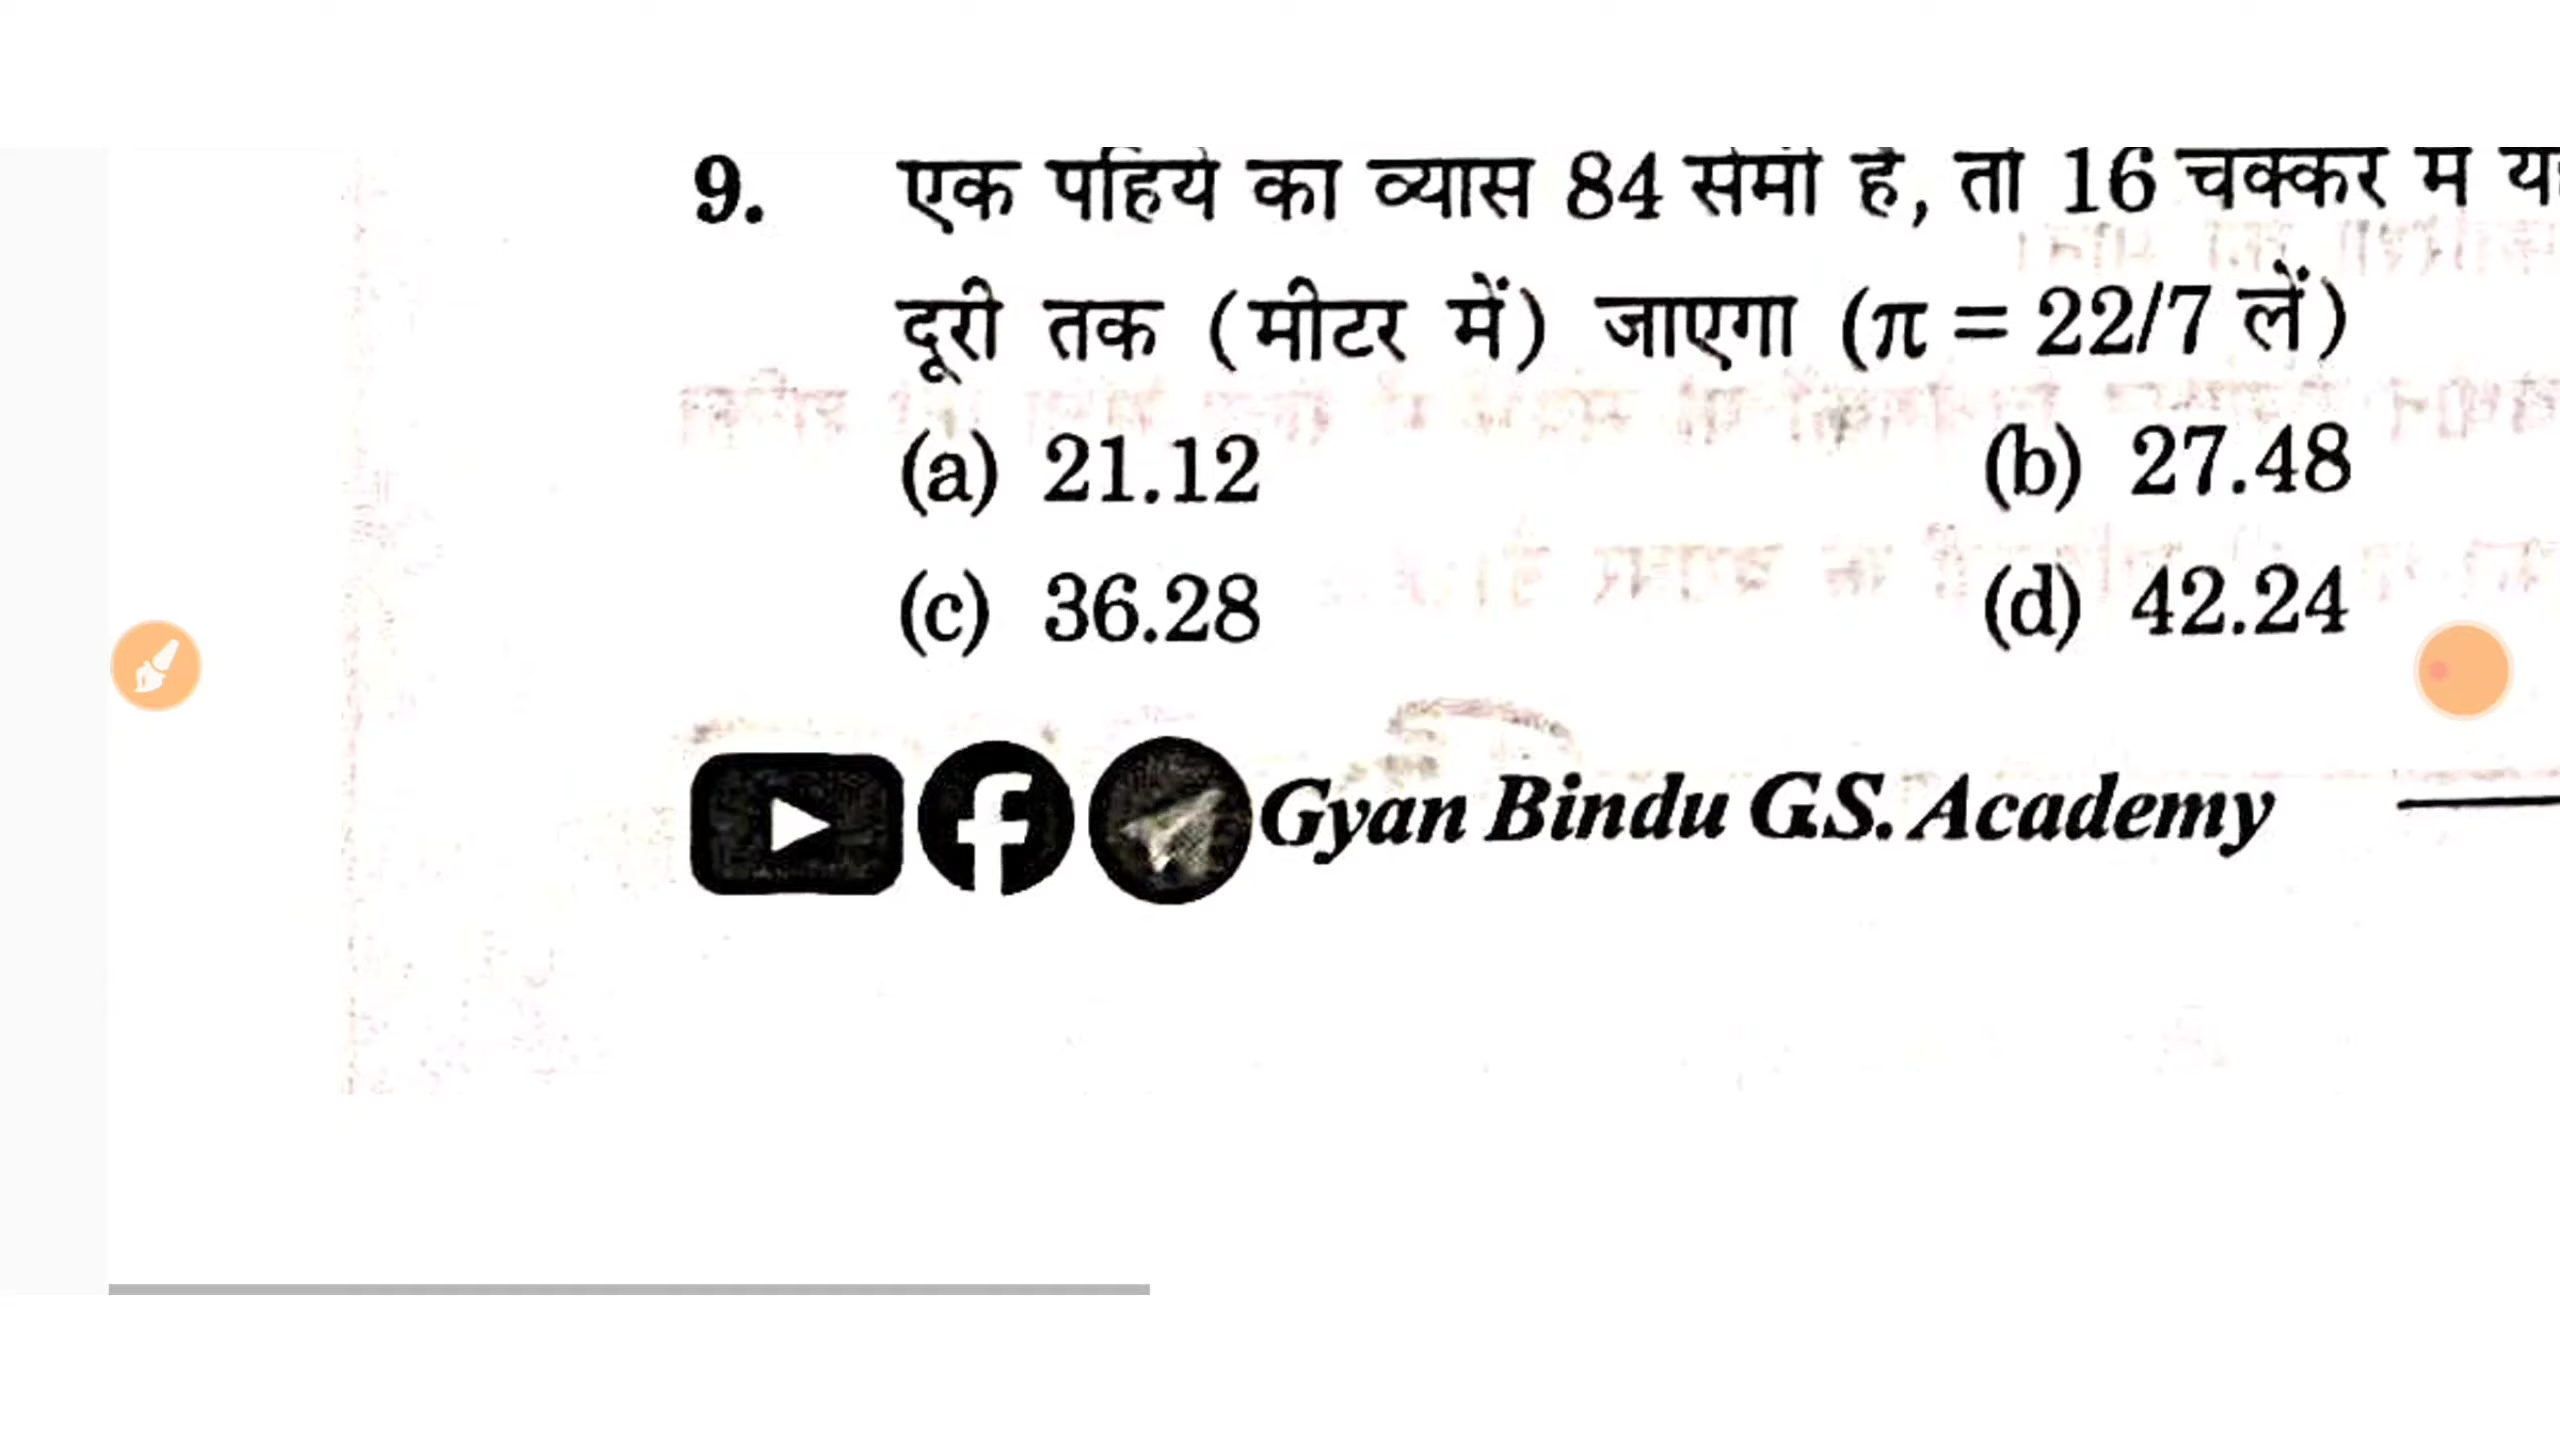 9. एक पहिये का व्यास 84 सेमी है, तो 16 चक्कर में
दूरी तक (मीटर में) जाएगा (π = 22/7 लें)
(a) 21.12 (b) 27.48
(c) 36.28 (d) 42.24
Gyan Bindu G.S. Academy